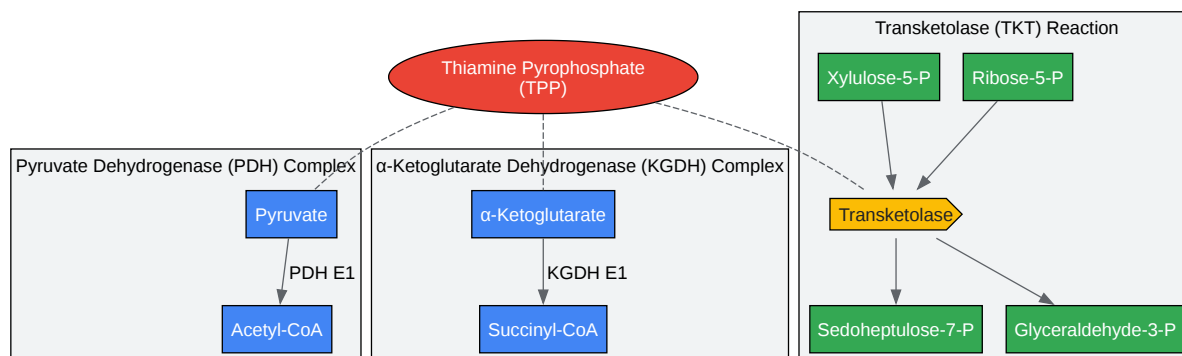 Transketolase (TKT) Reaction
Thiamine Pyrophosphate
(TPP)
Xylulose-5-P
Ribose-5-P
Pyruvate Dehydrogenase (PDH) Complex
α-Ketoglutarate Dehydrogenase (KGDH) Complex
Pyruvate
α-Ketoglutarate
Transketolase
PDH E1
KGDH E1
Acetyl-CoA
Succinyl-CoA
Sedoheptulose-7-P
Glyceraldehyde-3-P